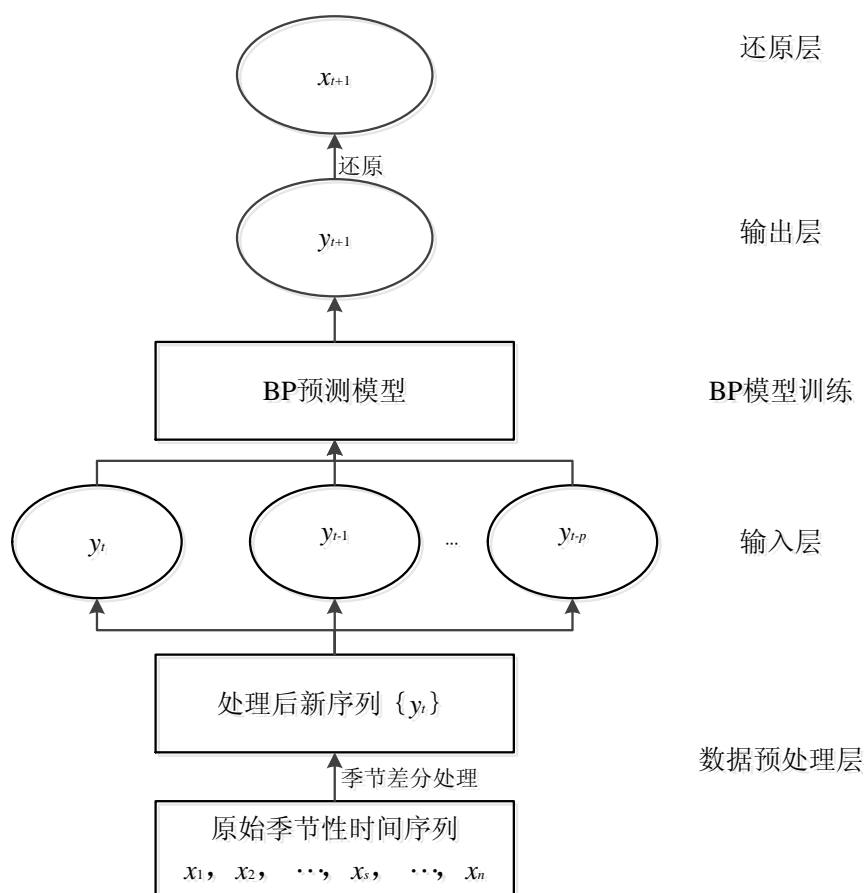 还原层
x_{t+1}
还原
y_{t+1}
输出层
BP预测模型
BP模型训练
y_t
y_{t-1}
...
y_{t-p}
输入层
处理后新序列{y_t}
季节差分处理
数据预处理层
原始季节性时间序列
x_1, x_2, …, x_s, …, x_n